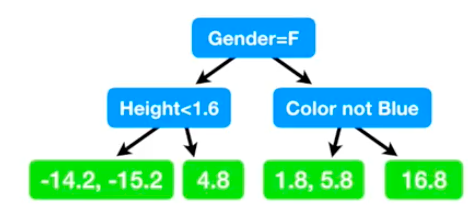 Gender=F
Height<1.6
Color not Blue
-14.2, -15.2
4.8
1.8, 5.8
16.8